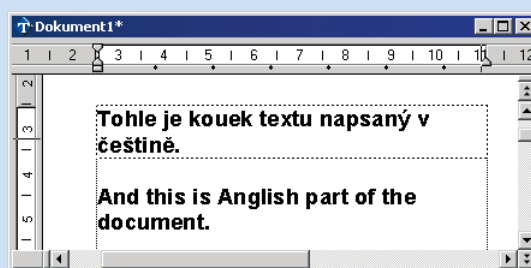 Dokument1*
1 2 3 4 5 6 7 8 9 10 11 12
2
3
4
5
Tohle je kouek textu napsaný v
češtině.
And this is Anglish part of the
document.